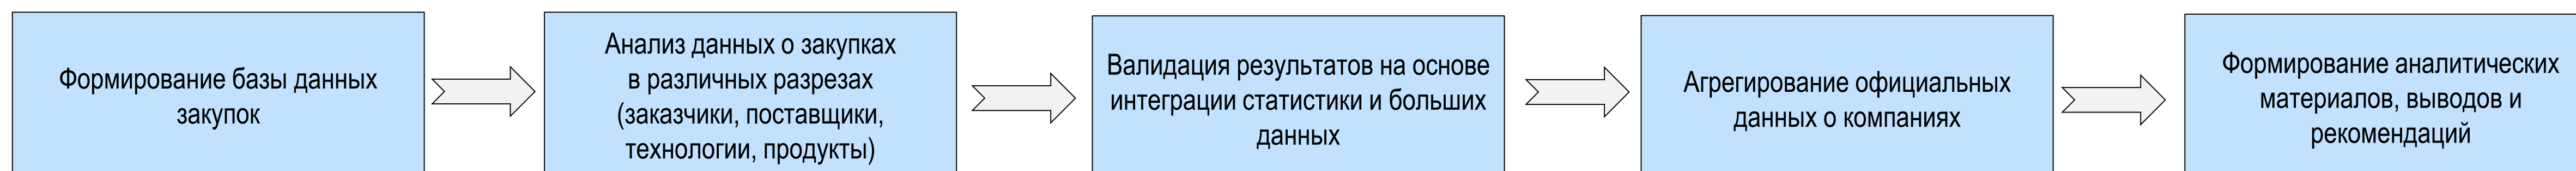 Формирование базы данных
закупок
Анализ данных о закупках
в различных разрезах
(заказчики, поставщики,
технологии, продукты)
Валидация результатов на основе
интеграции статистики и больших
данных
Агрегирование официальных
данных о компаниях
Формирование аналитических
материалов, выводов и
рекомендаций